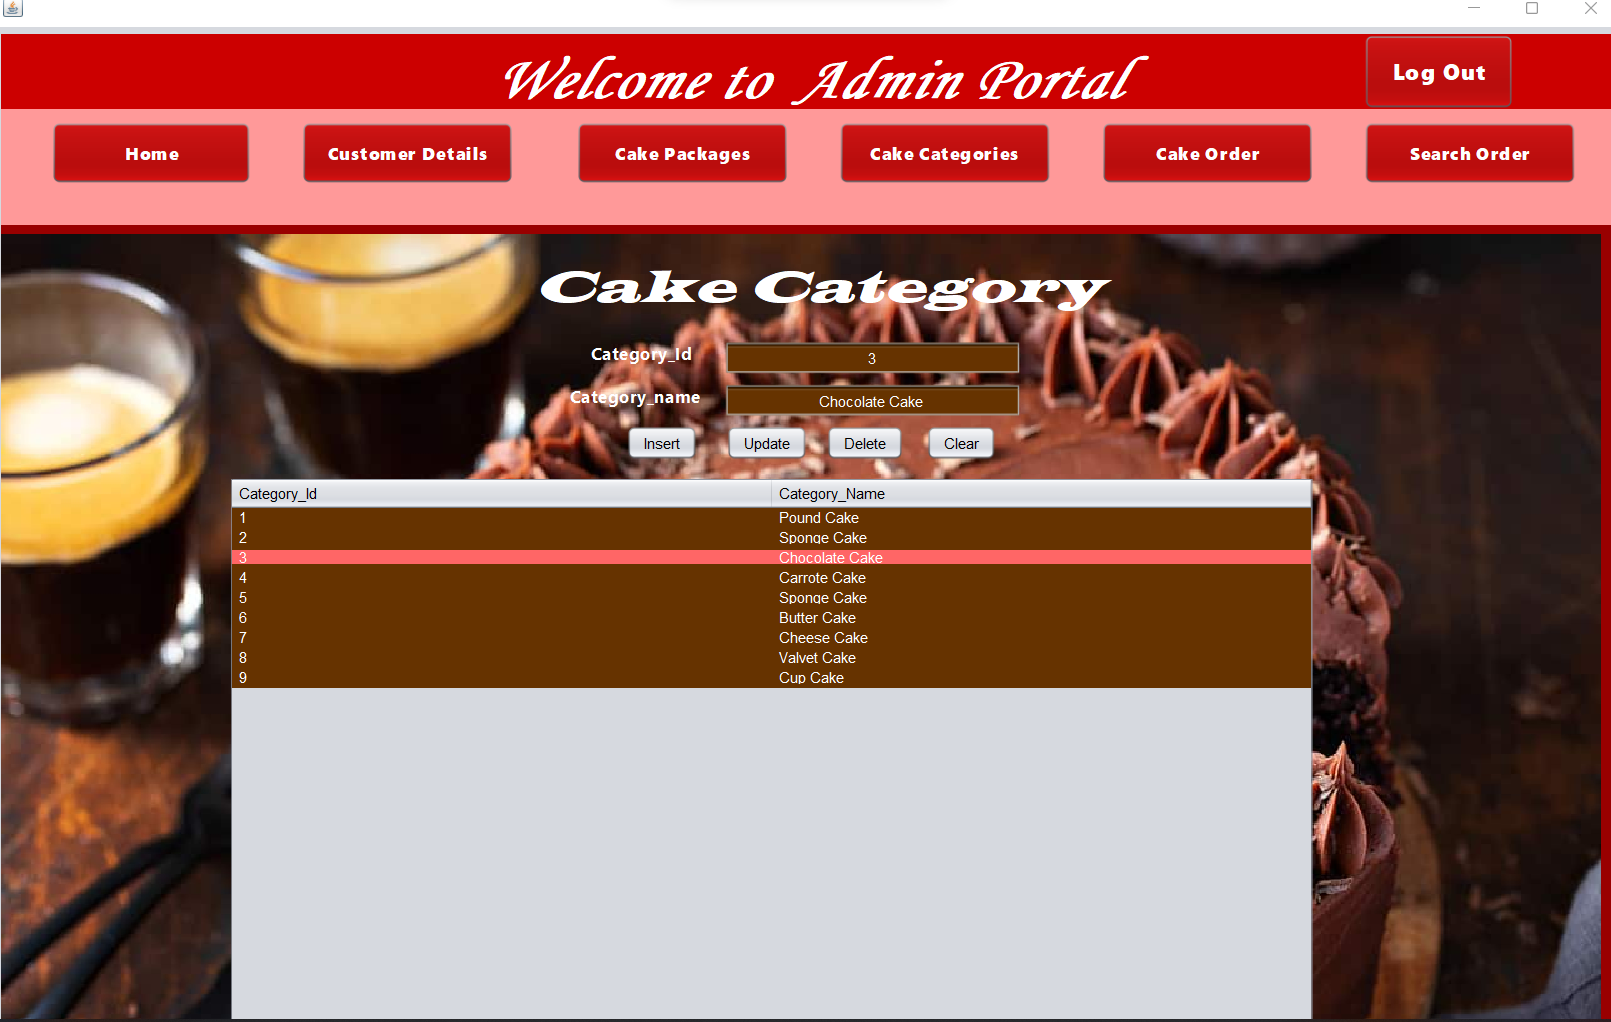 Welcome to Admin Portal
Log Out
Home Customer Details Cake Packages Cake Categories Cake Order Search Order
Cake Category
Category_Id 3
Category_name Chocolate Cake
Insert Update Delete Clear
Category_Id Category_Name
1 Pound Cake
2 Sponge Cake
3 Chocolate Cake
4 Carrote Cake
5 Sponge Cake
6 Butter Cake
7 Cheese Cake
8 Valvet Cake
9 Cup Cake